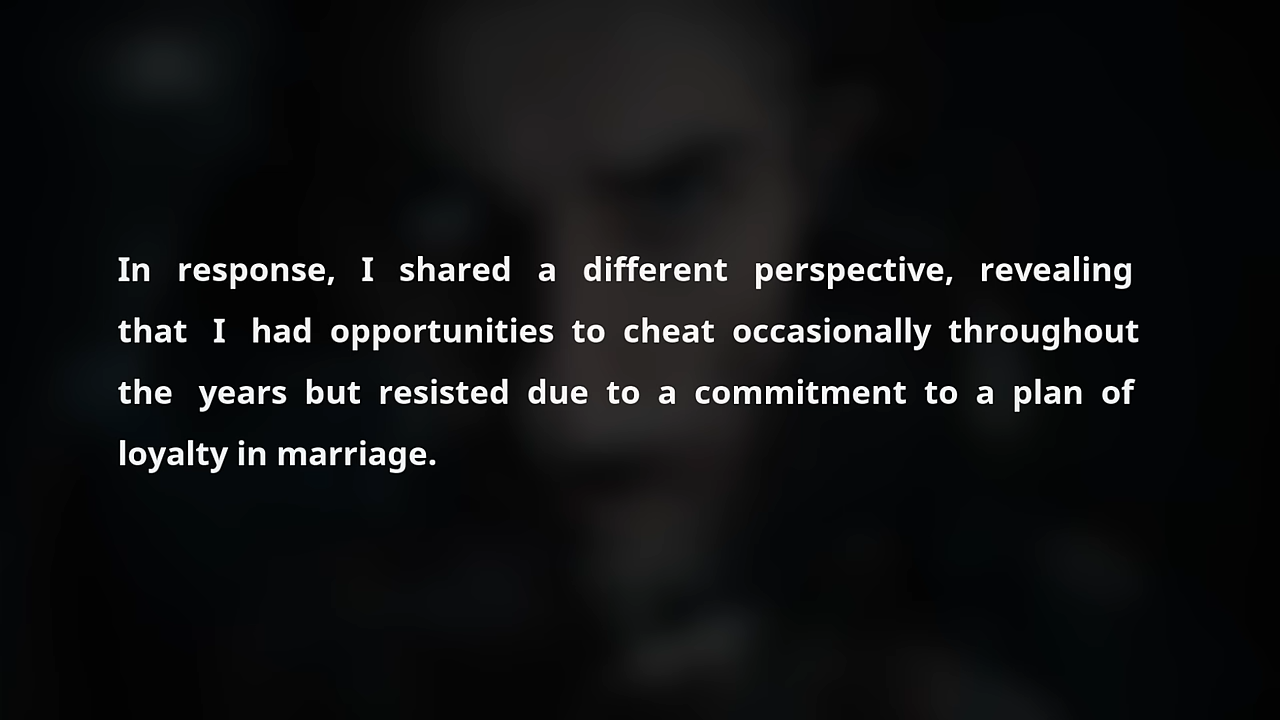 In response, I shared a different perspective, revealing
that I had opportunities to cheat occasionally throughout
the years but resisted due to a commitment to a plan of
loyalty in marriage.